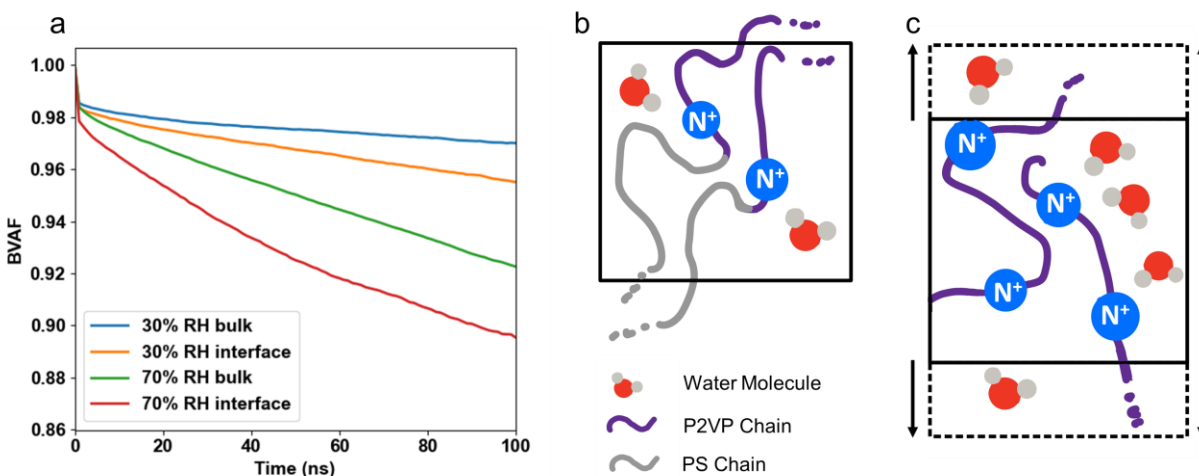 a
1.00
0.98
0.96
0.94
0.92
0.90
0.88
0.86
BVAF
0
20
40
60
80
100
Time (ns)
30% RH bulk
30% RH interface
70% RH bulk
70% RH interface
b
N+
N+
Water Molecule
P2VP Chain
PS Chain
c
N+
N+
N+
N+